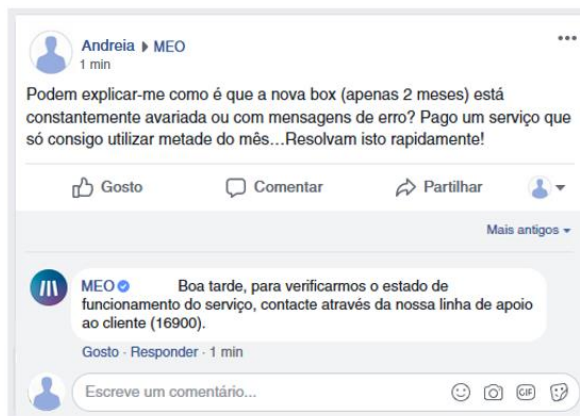 Andreia ▶ MEO
1 min
Podem explicar-me como é que a nova box (apenas 2 meses) está
constantemente avariada ou com mensagens de erro? Pago um serviço que
só consigo utilizar metade do mês...Resolvam isto rapidamente!
Gosto Comentar Partilhar
Mais antigos
MEO Boa tarde, para verificarmos o estado de
funcionamento do serviço, contacte através da nossa linha de apoio
ao cliente (16900).
Gosto · Responder · 1 min
Escreve um comentário... GIF